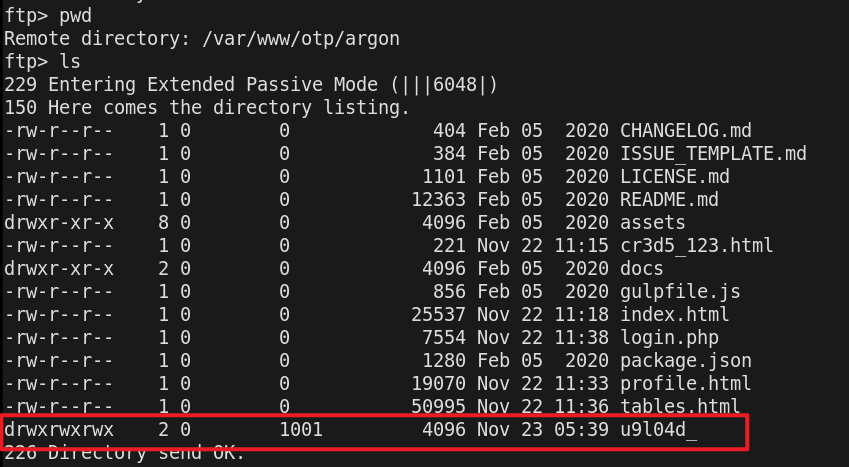 ftp> pwd
Remote directory: /var/www/otp/argon
ftp> ls
229 Entering Extended Passive Mode (|||6048|)
150 Here comes the directory listing.
-rw-r--r--    1 0        0             404 Feb 05  2020 CHANGELOG.md
-rw-r--r--    1 0        0             384 Feb 05  2020 ISSUE_TEMPLATE.md
-rw-r--r--    1 0        0            1101 Feb 05  2020 LICENSE.md
-rw-r--r--    1 0        0           12363 Feb 05  2020 README.md
drwxr-xr-x    8 0        0            4096 Feb 05  2020 assets
-rw-r--r--    1 0        0             221 Nov 22 11:15 cr3d5_123.html
drwxr-xr-x    2 0        0            4096 Feb 05  2020 docs
-rw-r--r--    1 0        0             856 Feb 05  2020 gulpfile.js
-rw-r--r--    1 0        0           25537 Nov 22 11:18 index.html
-rw-r--r--    1 0        0            7554 Nov 22 11:38 login.php
-rw-r--r--    1 0        0            1280 Feb 05  2020 package.json
-rw-r--r--    1 0        0           19070 Nov 22 11:33 profile.html
-rw-r--r--    1 0        0           50995 Nov 22 11:36 tables.html
drwxrwxrwx    2 0        1001         4096 Nov 23 05:39 u9l04d_
226 Directory send OK.